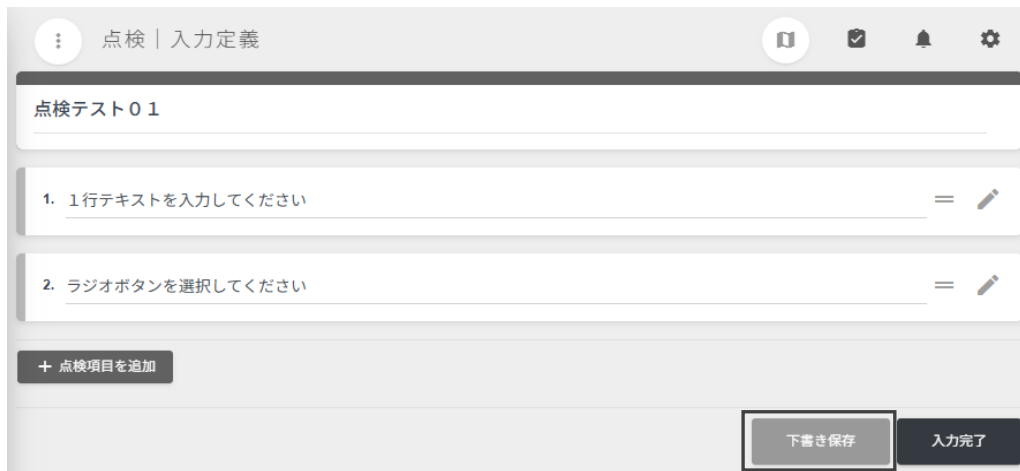 点検｜入力定義
点検テスト０１
1. １行テキストを入力してください
2. ラジオボタンを選択してください
+ 点検項目を追加
下書き保存
入力完了